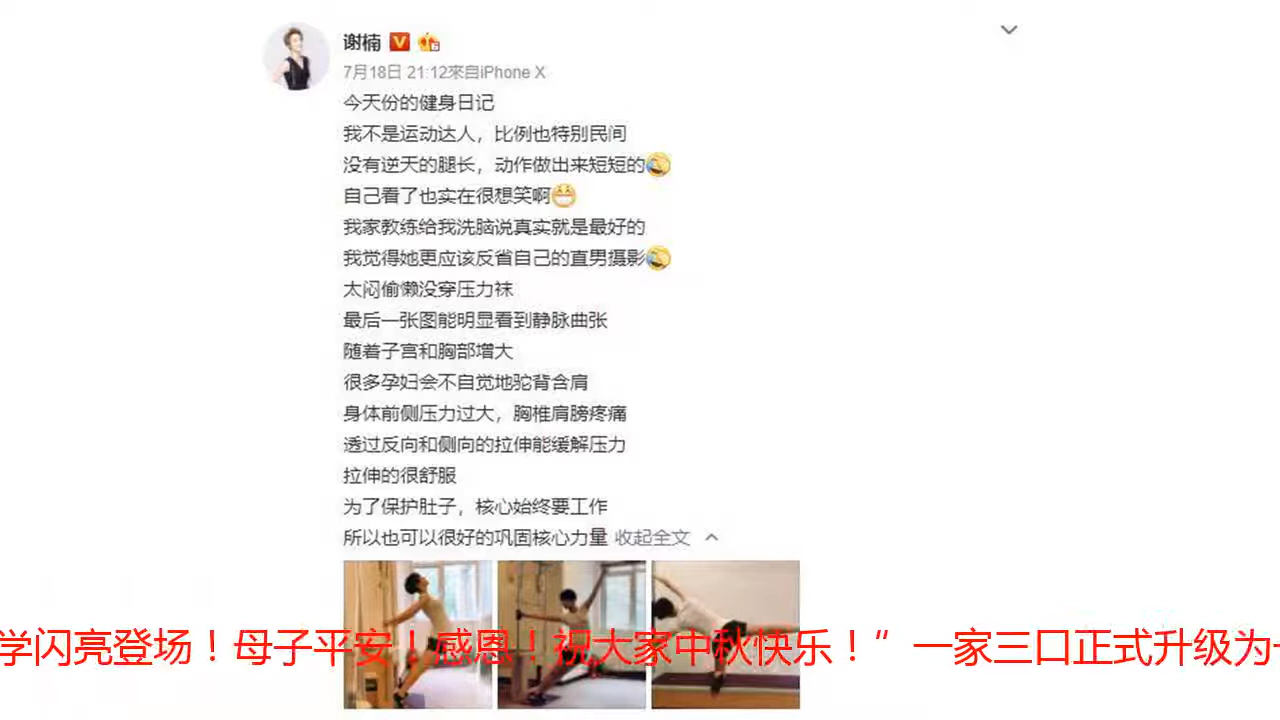 谢楠
7月18日 21:12來自iPhone X
今天份的健身日记
我不是运动达人，比例也特别民间
没有逆天的腿长，动作做出来短短的
自己看了也实在很想笑啊
我家教练给我洗脑说真实就是最好的
我觉得她更应该反省自己的直男摄影
太闷偷懒没穿压力袜
最后一张图能明显看到静脉曲张
随着子宫和胸部增大
很多孕妇会不自觉地驼背含肩
身体前侧压力过大，胸椎肩膀疼痛
透过反向和侧向的拉伸能缓解压力
拉伸的很舒服
为了保护肚子，核心始终要工作
所以也可以很好的巩固核心力量 收起全文
学闪亮登场！母子平安！感恩！祝大家中秋快乐！” 一家三口正式升级为